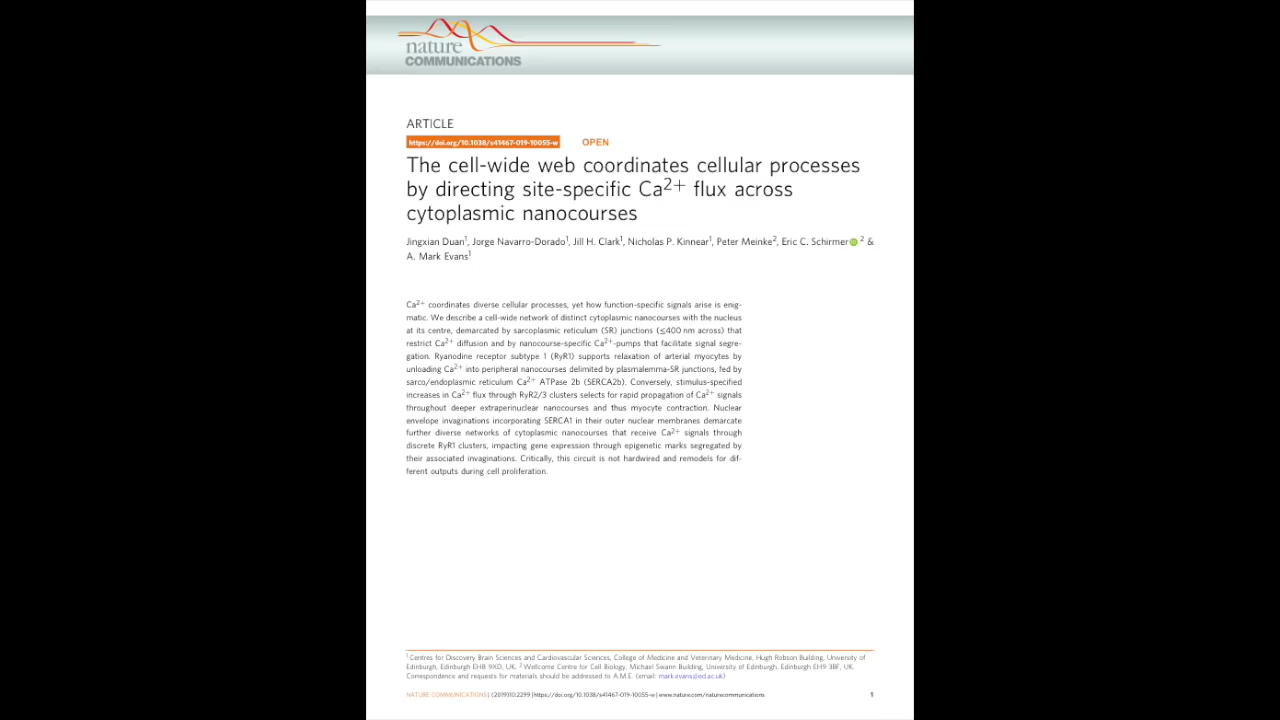 nature
COMMUNICATIONS
ARTICLE
https://doi.org/10.1038/s41467-019-10055-w
OPEN
The cell-wide web coordinates cellular processes
by directing site-specific Ca2+ flux across
cytoplasmic nanocourses
Jingxian Duan1, Jorge Navarro-Dorado1, Jill H. Clark1, Nicholas P. Kinnear1, Peter Meinke2, Eric C. Schirmer 2 &
A. Mark Evans1
Ca2+ coordinates diverse cellular processes, yet how function-specific signals arise is enig-
matic. We describe a cell-wide network of distinct cytoplasmic nanocourses with the nucleus
at its centre, demarcated by sarcoplasmic reticulum (SR) junctions (≤400 nm across) that
restrict Ca2+ diffusion and by nanocourse-specific Ca2+-pumps that facilitate signal segre-
gation. Ryanodine receptor subtype 1 (RyR1) supports relaxation of arterial myocytes by
unloading Ca2+ into peripheral nanocourses delimited by plasmalemma-SR junctions, fed by
sarco/endoplasmic reticulum Ca2+ ATPase 2b (SERCA2b). Conversely, stimulus-specified
increases in Ca2+ flux through RyR2/3 clusters selects for rapid propagation of Ca2+ signals
throughout deeper extraperinuclear nanocourses and thus myocyte contraction. Nuclear
envelope invaginations incorporating SERCA1 in their outer nuclear membranes demarcate
further diverse networks of cytoplasmic nanocourses that receive Ca2+ signals through
discrete RyR1 clusters, impacting gene expression through epigenetic marks segregated by
their associated invaginations. Critically, this circuit is not hardwired and remodels for dif-
ferent outputs during cell proliferation.
1 Centres for Discovery Brain Sciences and Cardiovascular Sciences, College of Medicine and Veterinary Medicine, Hugh Robson Building, University of
Edinburgh, Edinburgh EH8 9XD, UK. 2 Wellcome Centre for Cell Biology, Michael Swann Building, University of Edinburgh, Edinburgh EH9 3BF, UK.
Correspondence and requests for materials should be addressed to A.M.E. (email: mark.evans@ed.ac.uk)
NATURE COMMUNICATIONS | (2019)10:2299 | https://doi.org/10.1038/s41467-019-10055-w | www.nature.com/naturecommunications 1